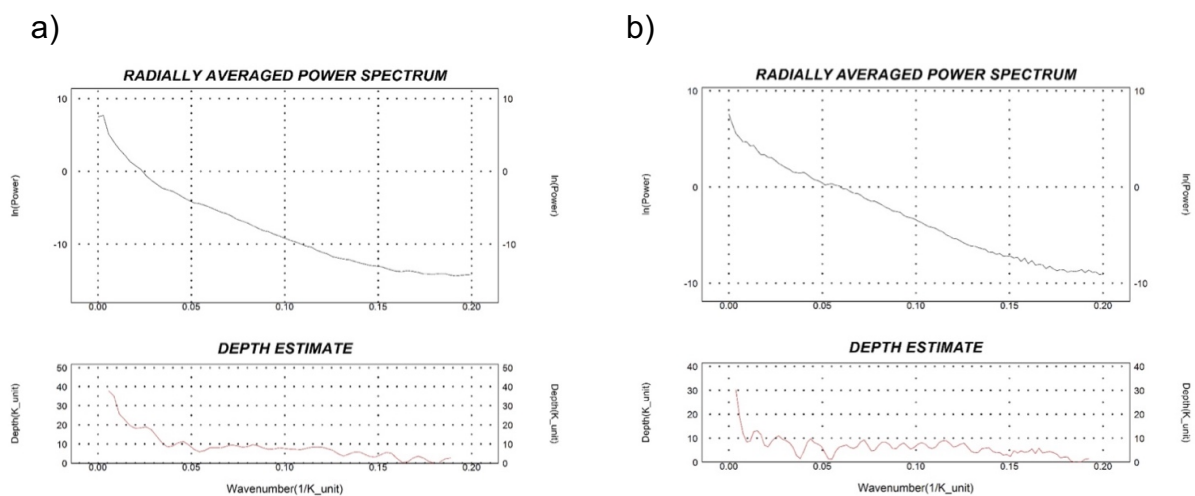 a)
RADIALLY AVERAGED POWER SPECTRUM
10
0
-10
ln(Power)
10
0
-10
ln(Power)
0.00 0.05 0.10 0.15 0.20
DEPTH ESTIMATE
50
40
30
20
10
0
Depth(K_unit)
50
40
30
20
10
0
Depth(K_unit)
0.00 0.05 0.10 0.15 0.20
Wavenumber(1/K_unit)
b)
RADIALLY AVERAGED POWER SPECTRUM
10
0
-10
ln(Power)
10
0
-10
ln(Power)
0.00 0.05 0.10 0.15 0.20
DEPTH ESTIMATE
40
30
20
10
0
Depth(K_unit)
40
30
20
10
0
Depth(K_unit)
0.00 0.05 0.10 0.15 0.20
Wavenumber(1/K_unit)